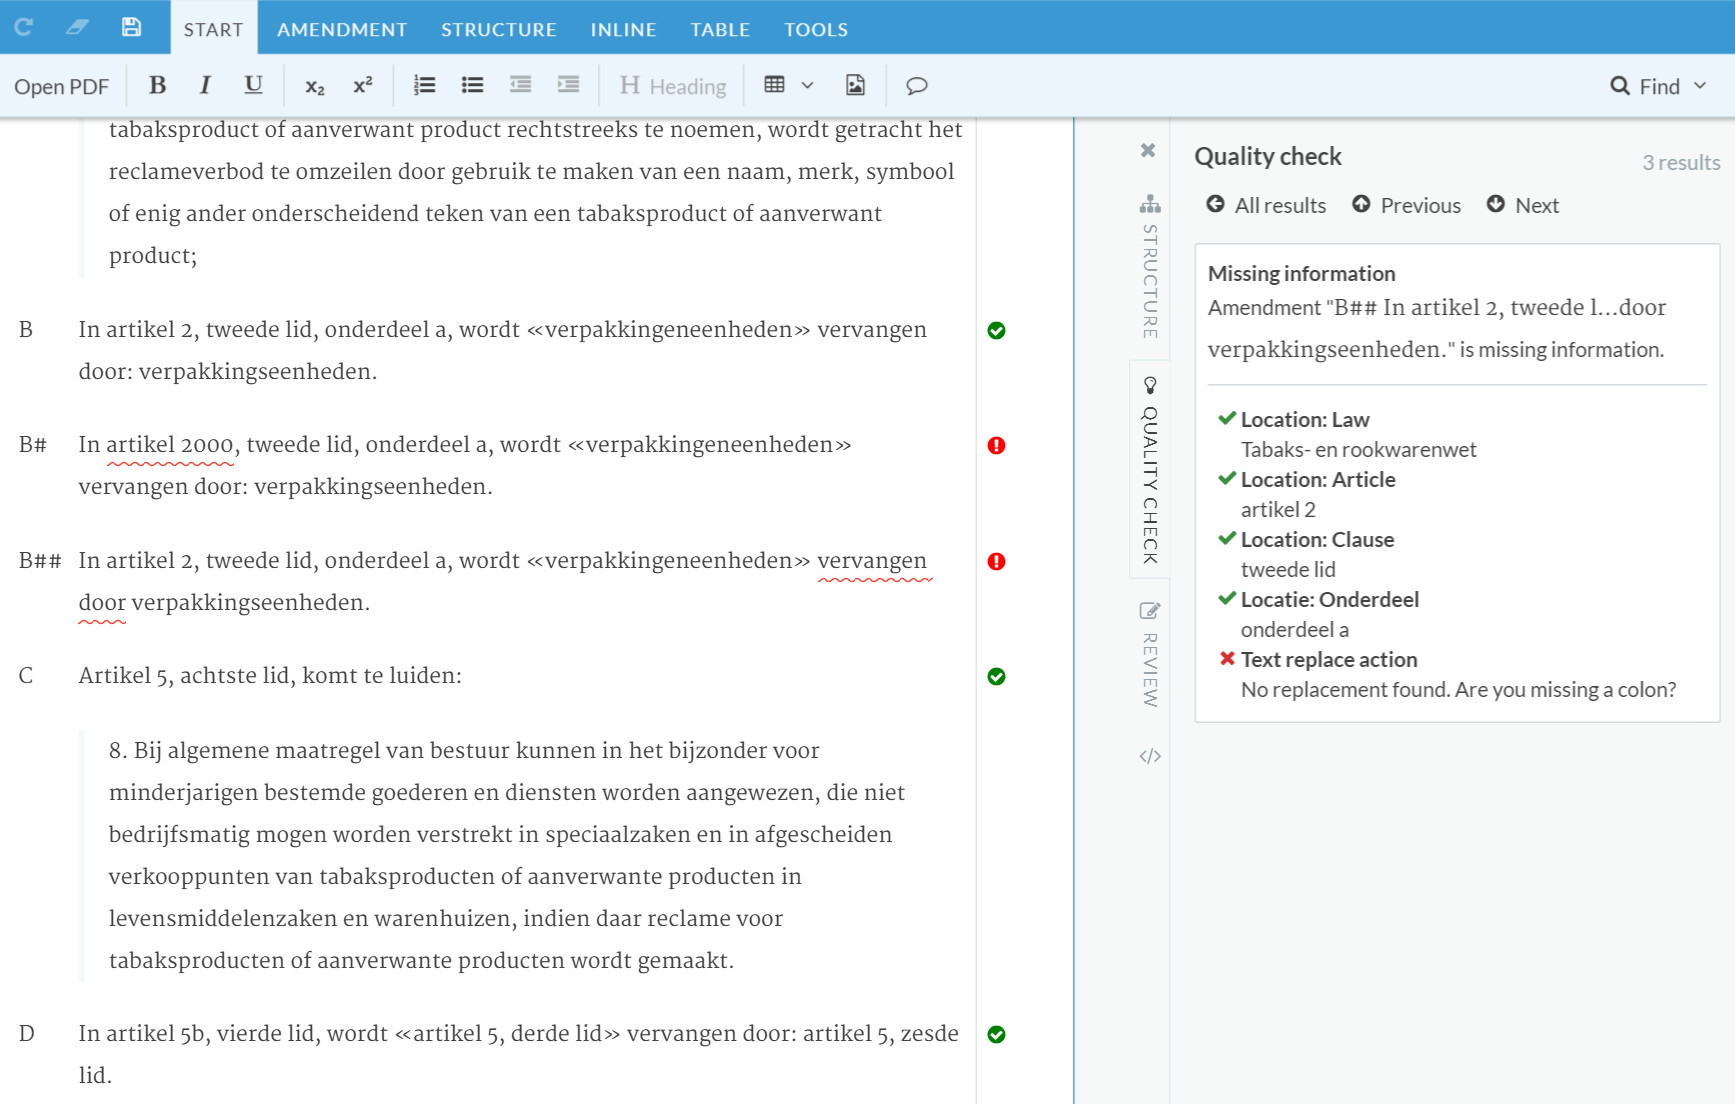 START AMENDMENT STRUCTURE INLINE TABLE TOOLS
Open PDF B I U x₂ x² H Heading Find
tabaksproduct of aanverwant product rechtstreeks te noemen, wordt getracht het
reclameverbod te omzeilen door gebruik te maken van een naam, merk, symbool
of enig ander onderscheidend teken van een tabaksproduct of aanverwant
product;
B In artikel 2, tweede lid, onderdeel a, wordt «verpakkingeneenheden» vervangen
door: verpakkingseenheden.
B# In artikel 2000, tweede lid, onderdeel a, wordt «verpakkingeneenheden»
vervangen door: verpakkingseenheden.
B## In artikel 2, tweede lid, onderdeel a, wordt «verpakkingeneenheden» vervangen
door verpakkingseenheden.
C Artikel 5, achtste lid, komt te luiden:
8. Bij algemene maatregel van bestuur kunnen in het bijzonder voor
minderjarigen bestemde goederen en diensten worden aangewezen, die niet
bedrijfsmatig mogen worden verstrekt in speciaalzaken en in afgescheiden
verkooppunten van tabaksproducten of aanverwante producten in
levensmiddelenzaken en warenhuizen, indien daar reclame voor
tabaksproducten of aanverwante producten wordt gemaakt.
D In artikel 5b, vierde lid, wordt «artikel 5, derde lid» vervangen door: artikel 5, zesde
lid.
STRUCTURE
QUALITY CHECK
REVIEW
</>
Quality check
3 results
All results Previous Next
Missing information
Amendment "B## In artikel 2, tweede l...door
verpakkingseenheden." is missing information.
Location: Law
Tabaks- en rookwarenwet
Location: Article
artikel 2
Location: Clause
tweede lid
Locatie: Onderdeel
onderdeel a
Text replace action
No replacement found. Are you missing a colon?